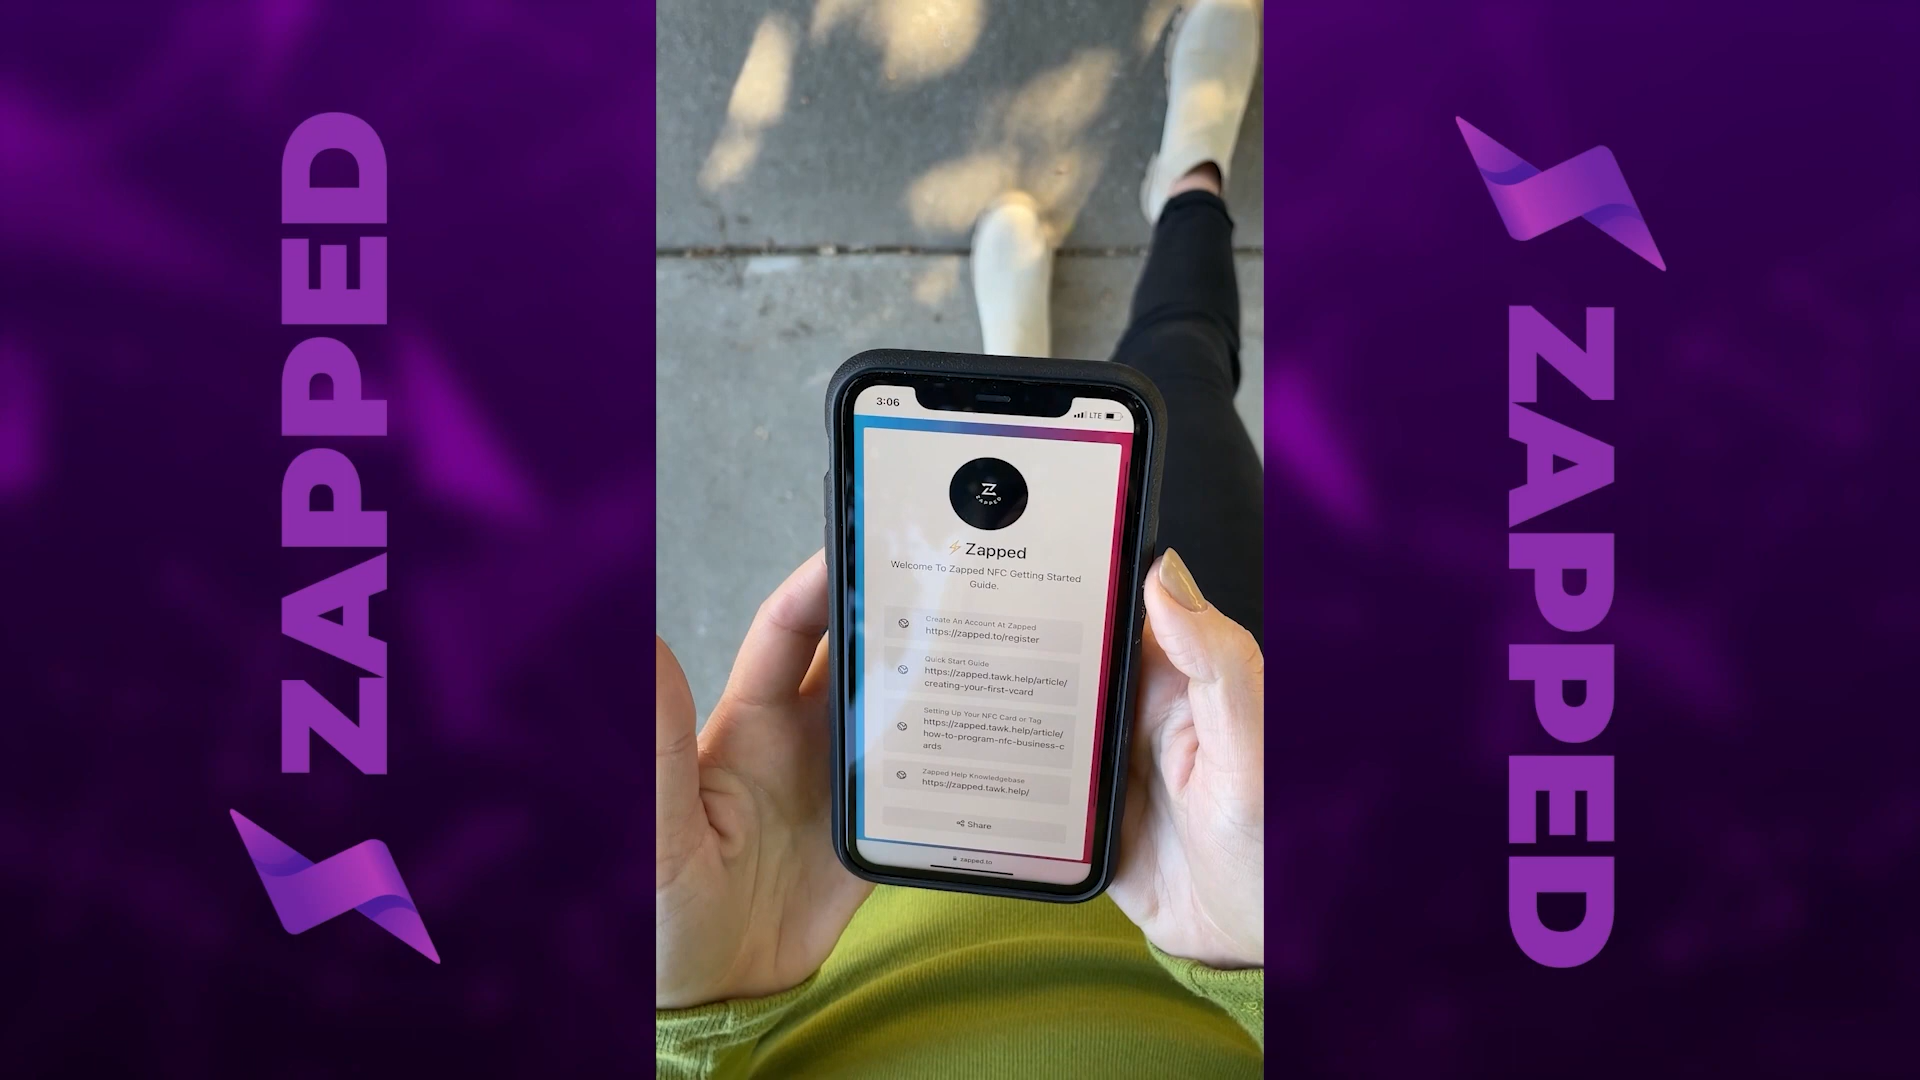 ZAPPED
3:06
LTE
Z
ZAPPED
Zapped
Welcome To Zapped NFC Getting Started
Guide.
Create An Account At Zapped
https://zapped.to/register
Quick Start Guide
https://zapped.tawk.help/article/
creating-your-first-vcard
Setting Up Your NFC Card or Tag
https://zapped.tawk.help/article/
how-to-program-nfc-business-c
ards
Zapped Help Knowledgebase
https://zapped.tawk.help/
Share
zapped.to
ZAPPED